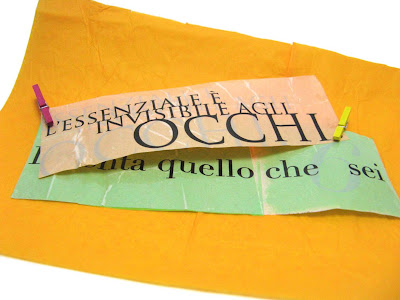 L'ESSENZIALE È
INVISIBILE AGLI
OCCHI
quello che sei